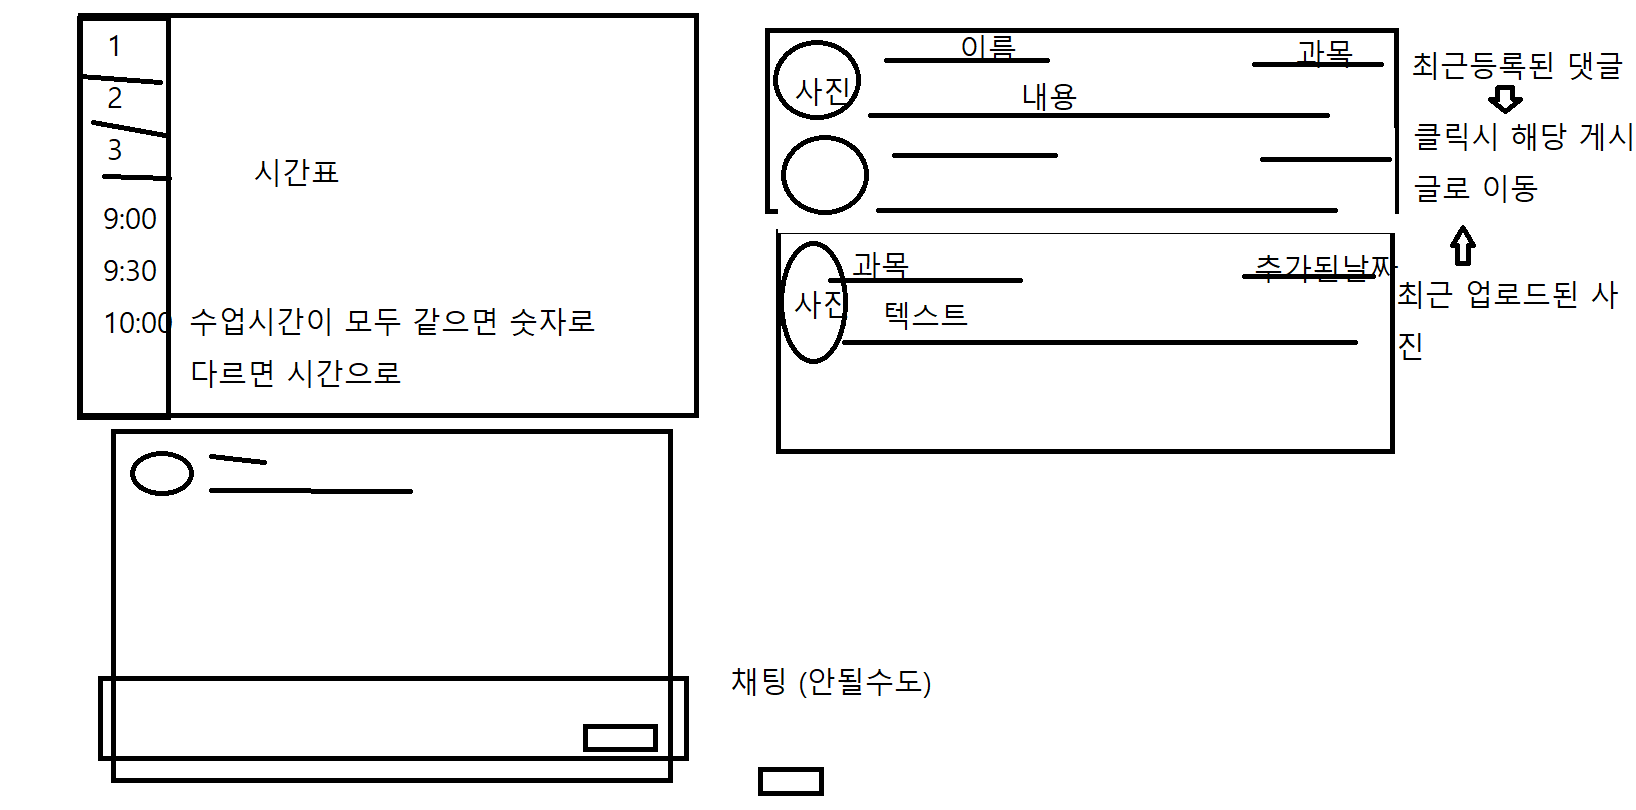 1
2
3
시간표
9:00
9:30
10:00
수업시간이 모두 같으면 숫자로
다르면 시간으로
이름
과목
사진
내용
최근등록된 댓글
클릭시 해당 게시
글로 이동
과목
추가된날짜
사진
텍스트
최근 업로드된 사
진
채팅 (안될수도)